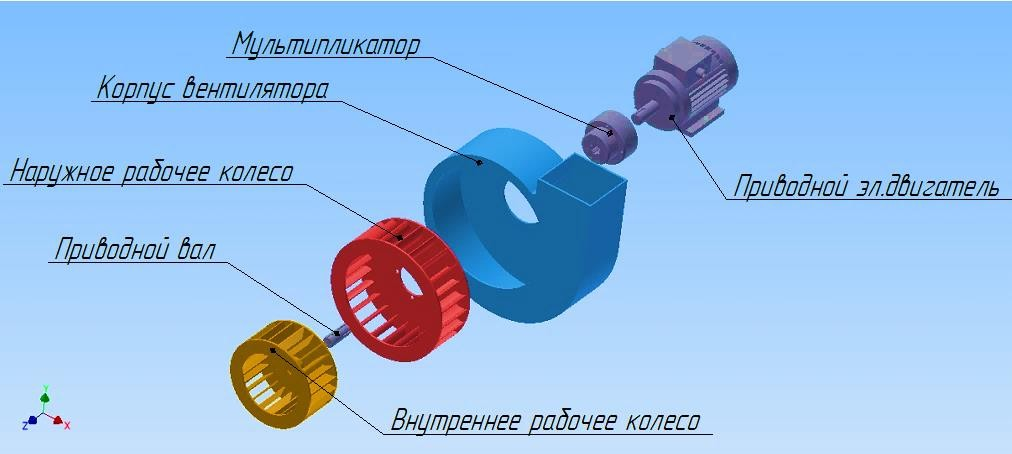 Мультипликатор
Корпус вентилятора
Наружное рабочее колесо
Приводной эл.двигатель
Приводной вал
Внутреннее рабочее колесо
Y
Z
X